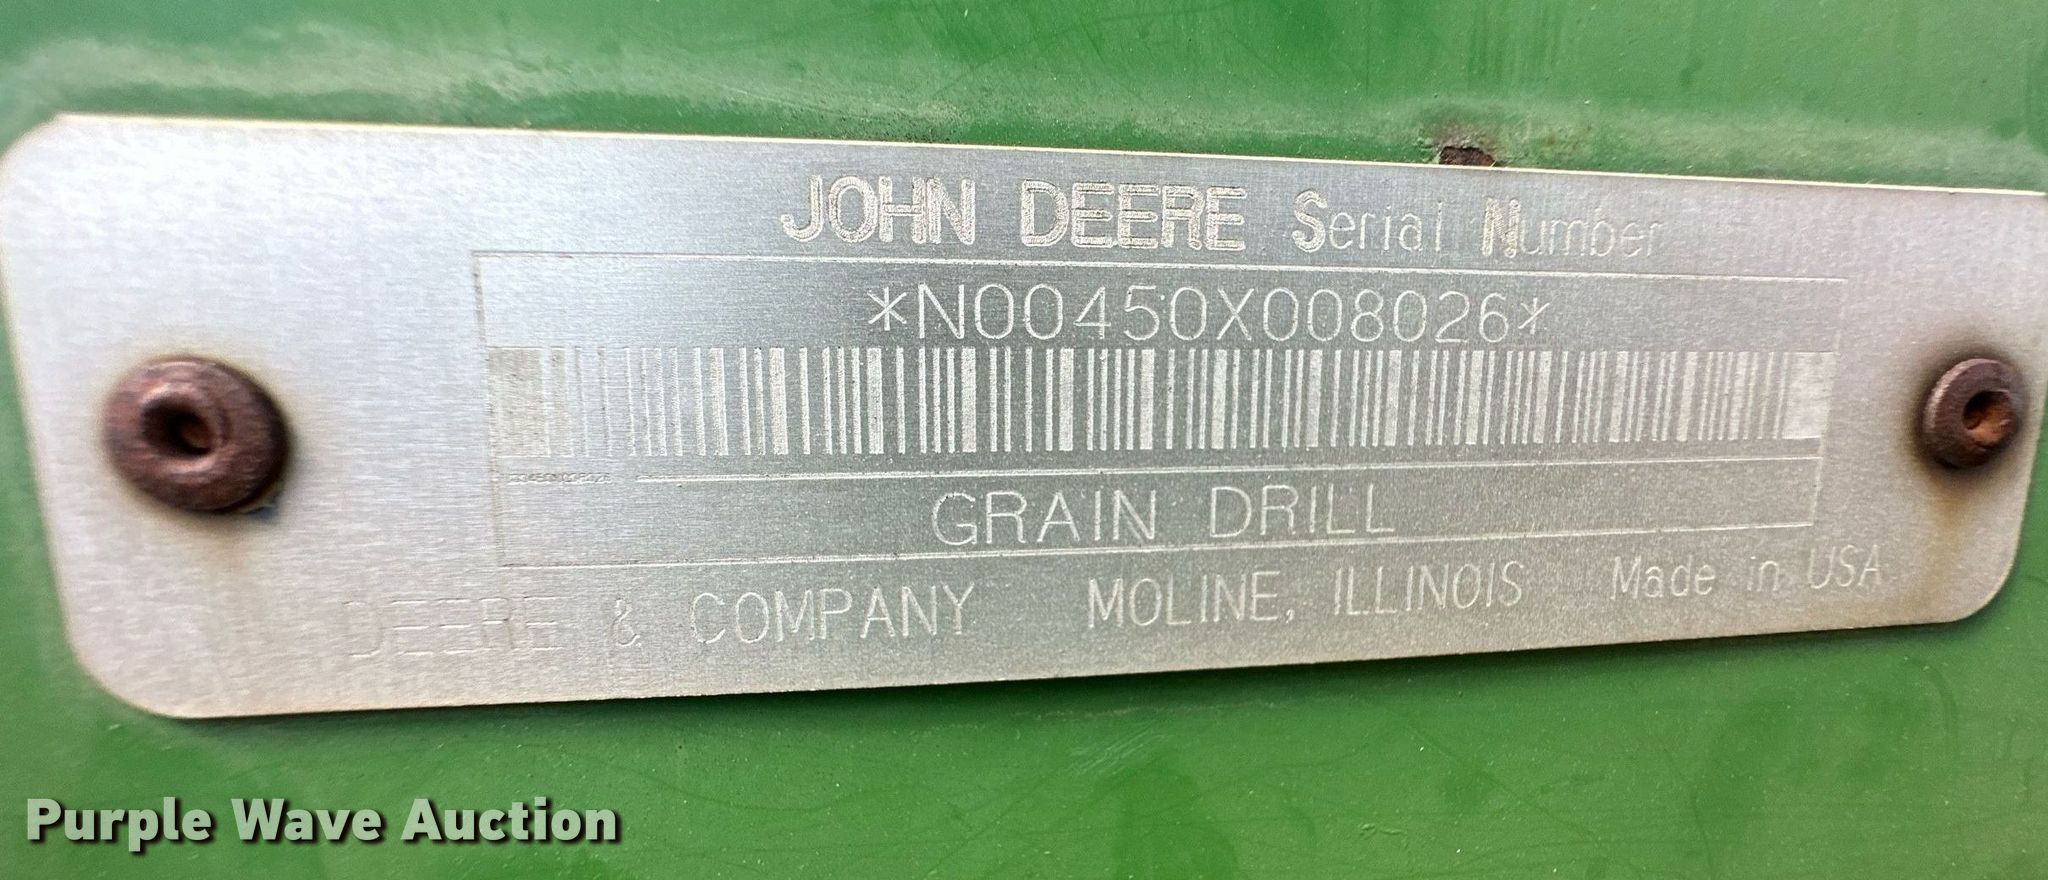 JOHN DEERE Serial Number
*N00450X008026*
GRAIN DRILL
DEERE & COMPANY MOLINE, ILLINOIS Made in USA
Purple Wave Auction